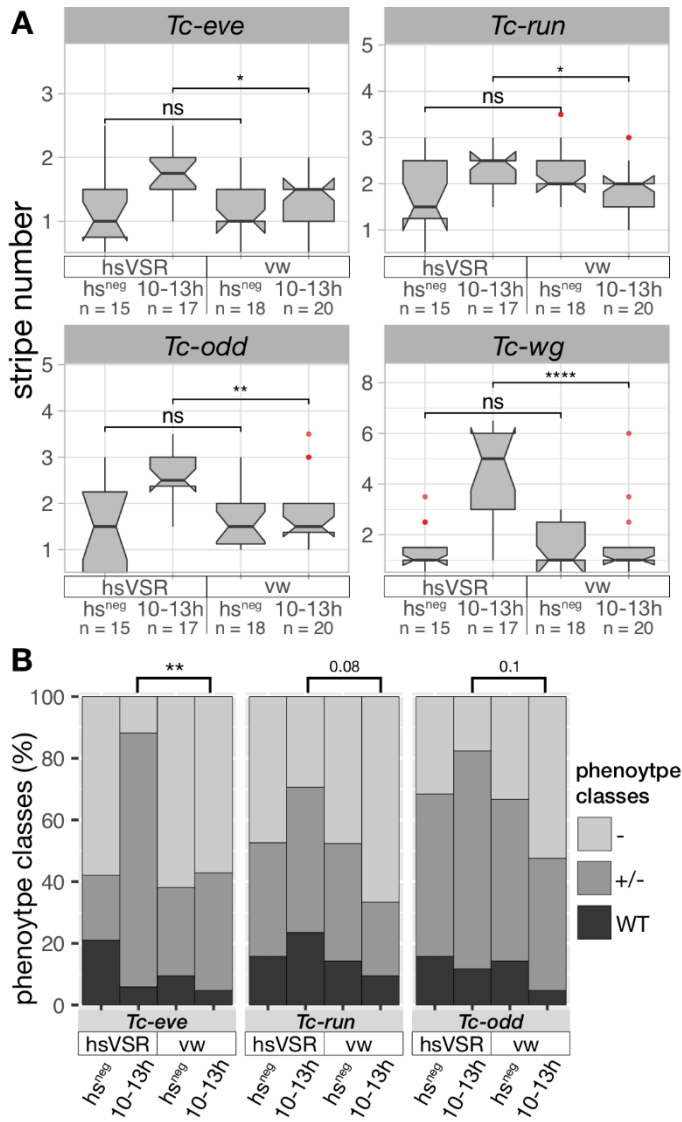 A
Tc-eve
Tc-run
stripe number
3
2
1
ns
*
5
4
3
2
1
ns
*
hsVSR vw
hsneg 10-13h hsneg 10-13h
n = 15 n = 17 n = 18 n = 20
hsVSR vw
hsneg 10-13h hsneg 10-13h
n = 15 n = 17 n = 18 n = 20
Tc-odd
Tc-wg
5
4
3
2
1
ns
**
8
6
4
2
ns
****
hsVSR vw
hsneg 10-13h hsneg 10-13h
n = 15 n = 17 n = 18 n = 20
hsVSR vw
hsneg 10-13h hsneg 10-13h
n = 15 n = 17 n = 18 n = 20
B
** 0.08 0.1
phenoytpe classes (%)
100
80
60
40
20
0
Tc-eve Tc-run Tc-odd
hsVSR vw hsVSR vw hsVSR vw
hsneg 10-13h hsneg 10-13h hsneg 10-13h hsneg 10-13h hsneg 10-13h hsneg 10-13h
phenoytpe
classes
-
+/-
WT